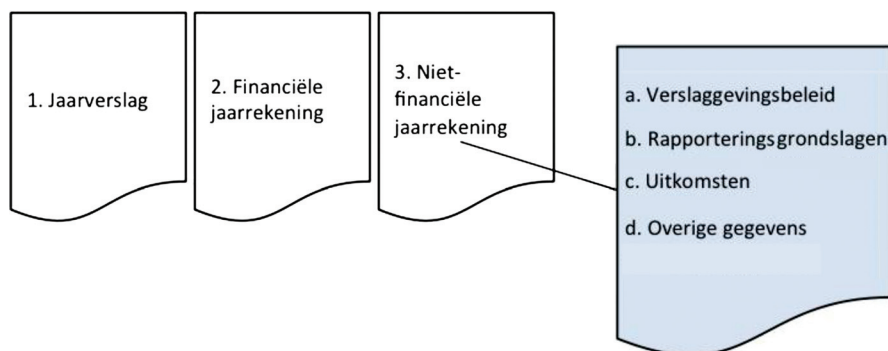 1. Jaarverslag
2. Financiële
jaarrekening
3. Niet-
financiële
jaarrekening
a. Verslaggevingsbeleid
b. Rapporteringsgrondslagen
c. Uitkomsten
d. Overige gegevens